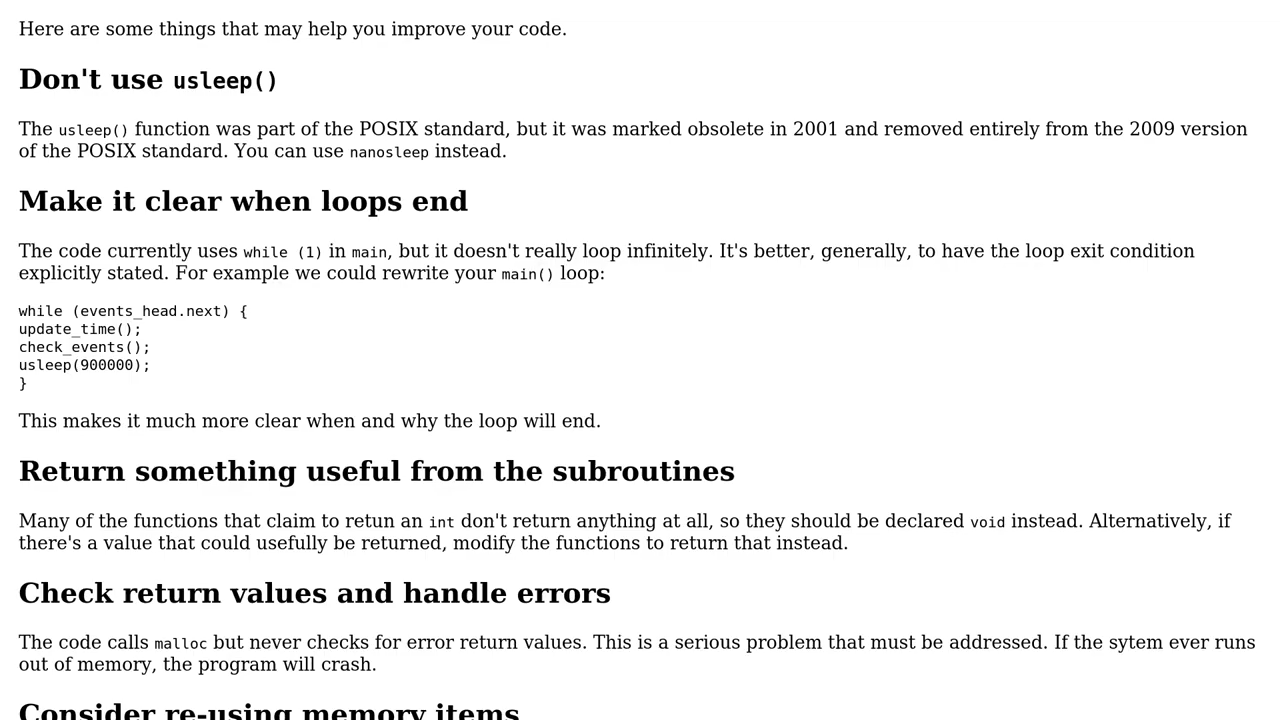 Here are some things that may help you improve your code.
Don't use usleep()
The usleep() function was part of the POSIX standard, but it was marked obsolete in 2001 and removed entirely from the 2009 version
of the POSIX standard. You can use nanosleep instead.
Make it clear when loops end
The code currently uses while (1) in main, but it doesn't really loop infinitely. It's better, generally, to have the loop exit condition
explicitly stated. For example we could rewrite your main() loop:
while (events_head.next) {
update_time();
check_events();
usleep(900000);
}
This makes it much more clear when and why the loop will end.
Return something useful from the subroutines
Many of the functions that claim to retun an int don't return anything at all, so they should be declared void instead. Alternatively, if
there's a value that could usefully be returned, modify the functions to return that instead.
Check return values and handle errors
The code calls malloc but never checks for error return values. This is a serious problem that must be addressed. If the sytem ever runs
out of memory, the program will crash.
Consider re-using memory items